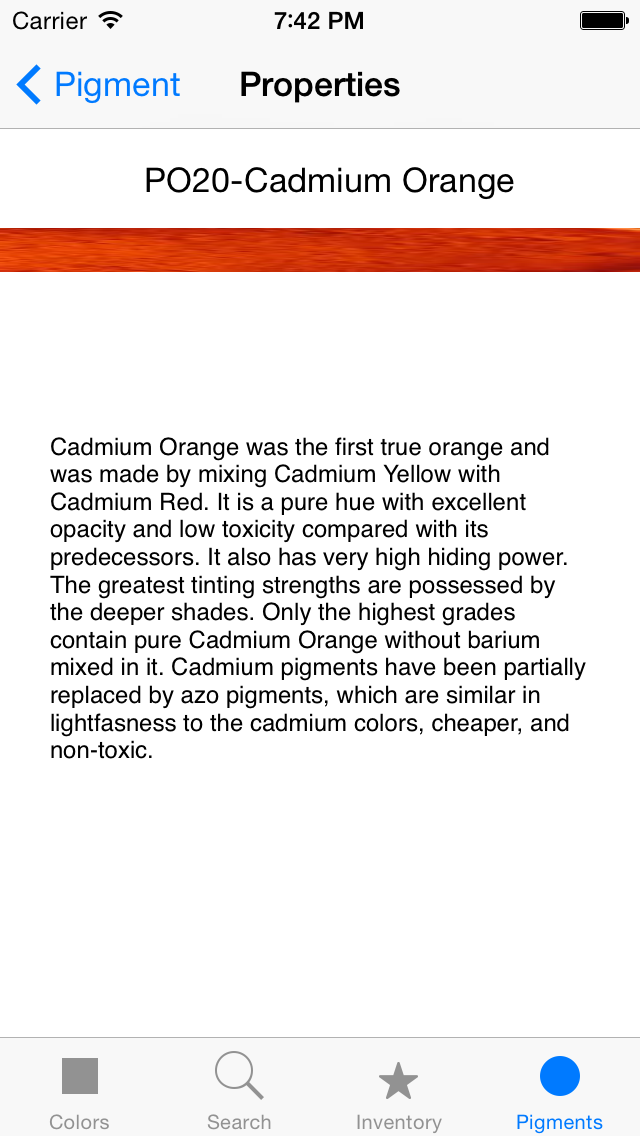 Carrier 7:42 PM
Pigment Properties
PO20-Cadmium Orange
Cadmium Orange was the first true orange and
was made by mixing Cadmium Yellow with
Cadmium Red. It is a pure hue with excellent
opacity and low toxicity compared with its
predecessors. It also has very high hiding power.
The greatest tinting strengths are possessed by
the deeper shades. Only the highest grades
contain pure Cadmium Orange without barium
mixed in it. Cadmium pigments have been partially
replaced by azo pigments, which are similar in
lightfasness to the cadmium colors, cheaper, and
non-toxic.
Colors Search Inventory Pigments